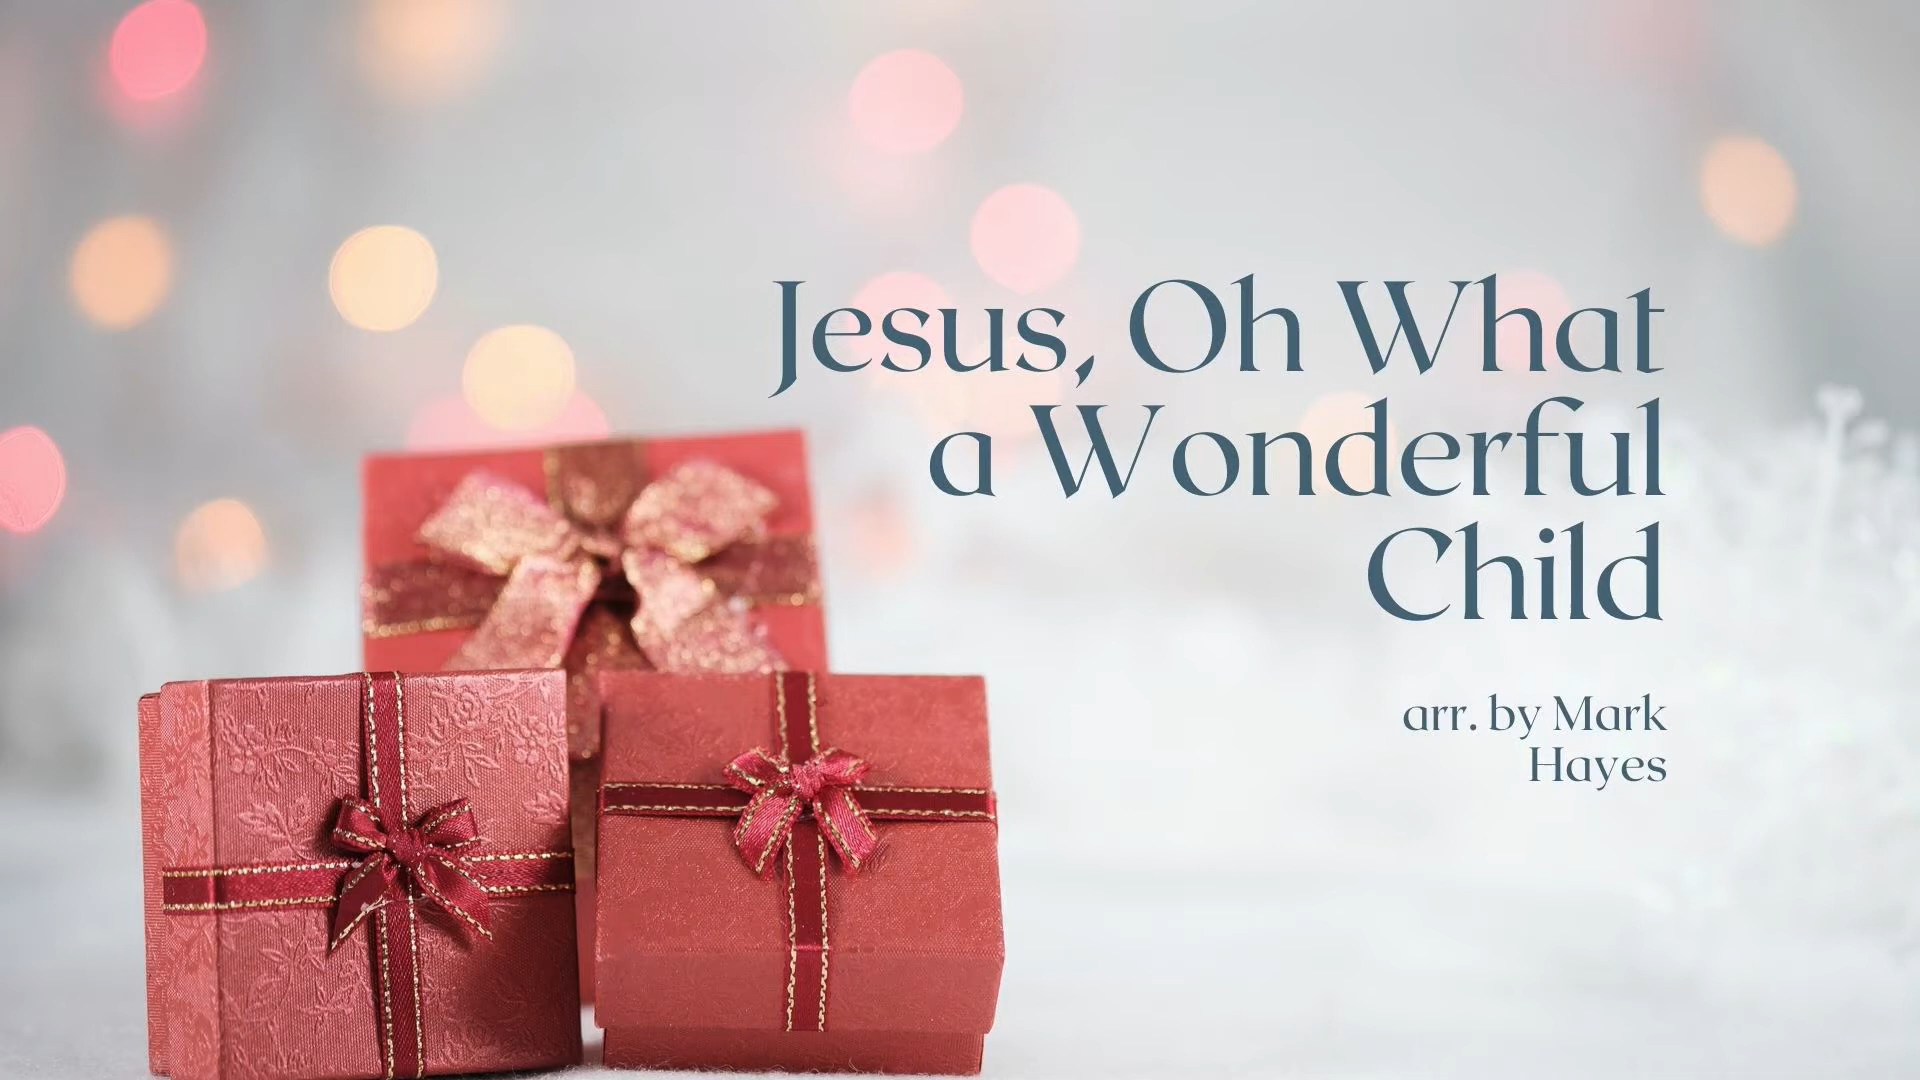 Jesus, Oh What
a Wonderful
Child
arr. by Mark
Hayes